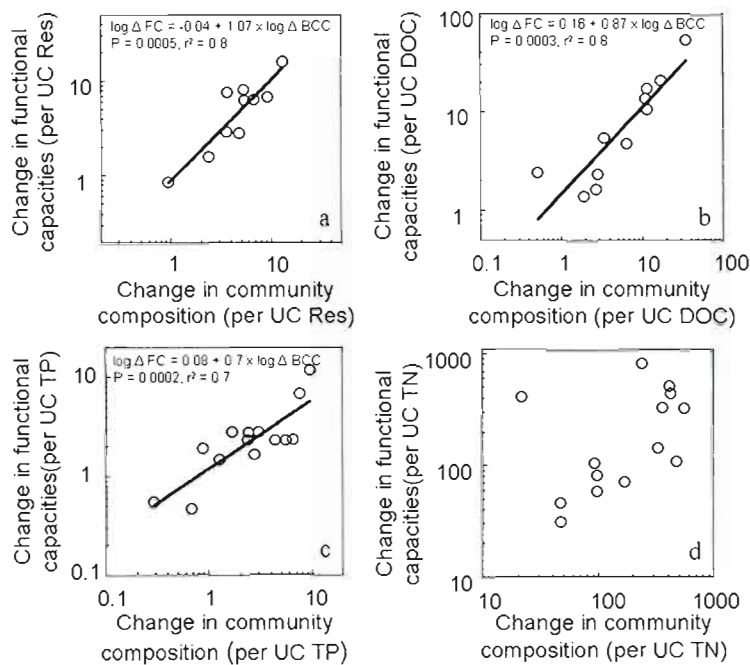 log Δ FC = -0.04 + 1.07 x log Δ BCC
P = 0.0005, r² = 0.8
10
1
a
1
10
Change in functional
capacities (per UC Res)
Change in community
composition (per UC Res)
100
log Δ FC = 0.16 + 0.87 x log Δ BCC
P = 0.0003, r² = 0.8
10
1
b
0.1
1
10
100
Change in functional
capacities (per UC DOC)
Change in community
composition (per UC DOC)
log Δ FC = 0.08 + 0.7 x log Δ BCC
P = 0.0002, r² = 0.7
10
1
0.1
c
0.1
1
10
Change in functional
capacities(per UC TP)
Change in community
composition (per UC TP)
1000
100
10
d
10
100
1000
Change in functional
capacities(per UC TN)
Change in community
composition (per UC TN)